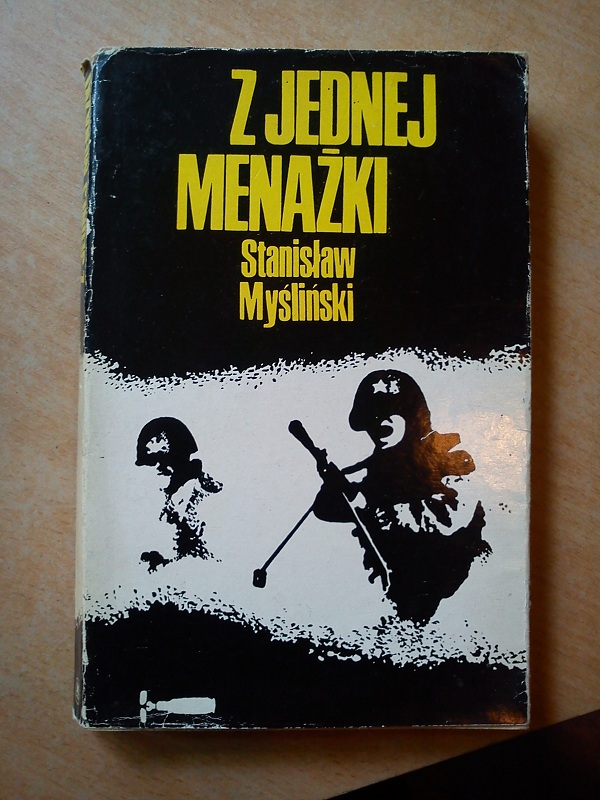 Z JEDNEJ
MENAŻKI
Stanisław
Myśliński